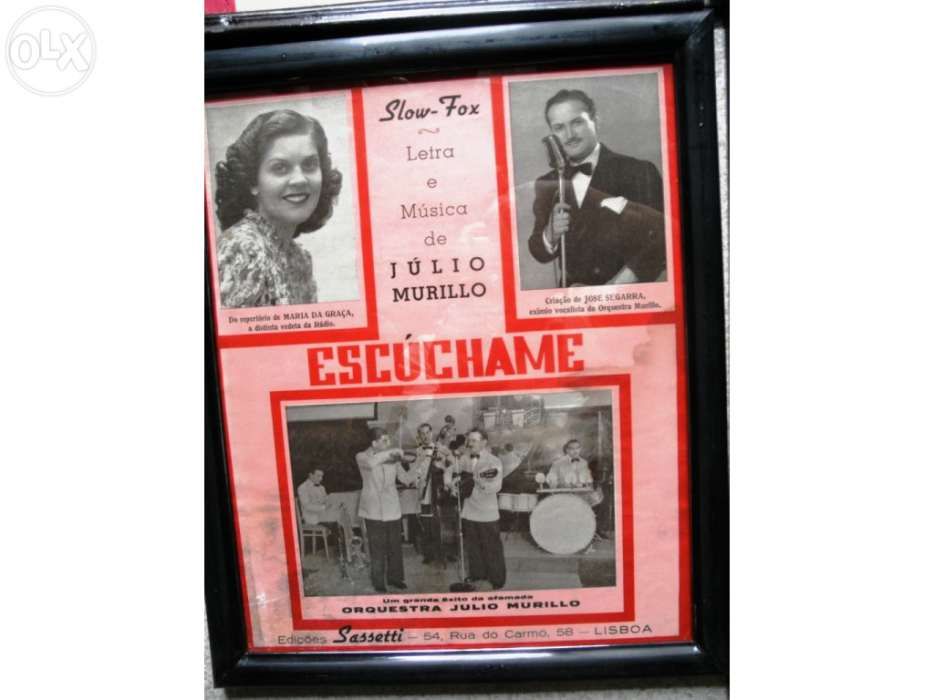 OLX
Slow-Fox
Letra
e
Música
de
JÚLIO
MURILLO
Do repertório de MARIA DA GRAÇA,
a distinta vedeta da Rádio.
Criação de JOSE SEGARRA,
exímio vocalista da Orquestra Murillo.
ESCÚCHAME
Um grande êxito da afamada
ORQUESTRA JULIO MURILLO
Edições Sassetti — 54, Rua do Carmo, 58 — LISBOA